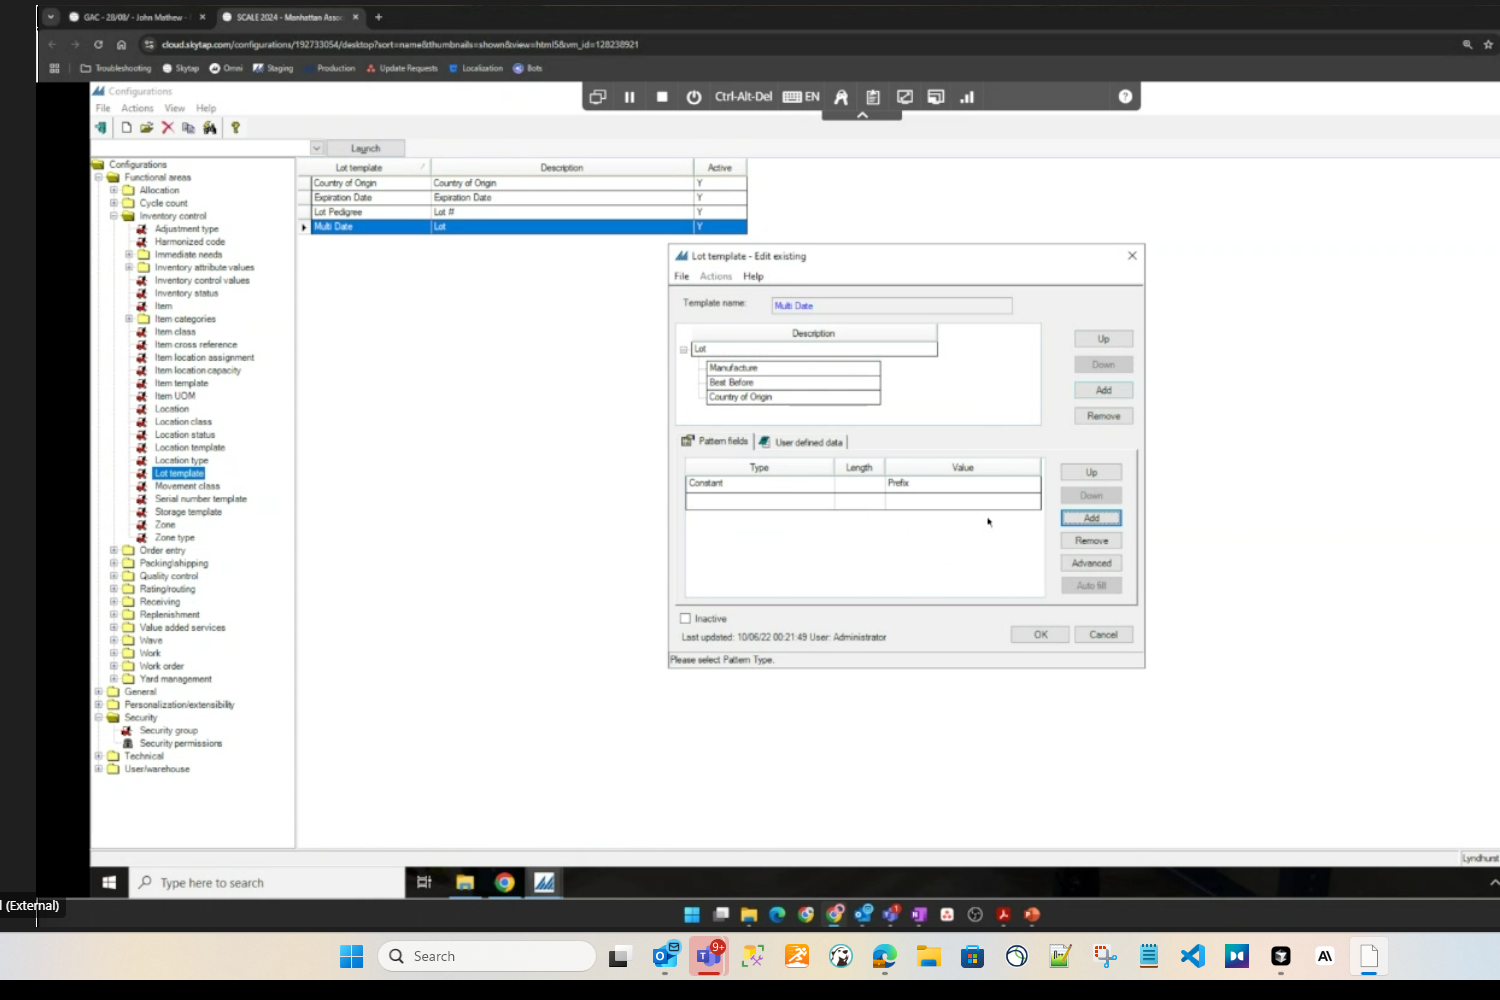 GAC - 28/08/ - John Mathew -
SCALE 2024 - Manhattan Assoc
cloud.skytap.com/configurations/192733054/desktop?sort=name&thumbnails=shown&view=html5&vm_id=128238921
Troubleshooting
Skytap
Omni
Staging
Production
Update Requests
Localization
Bots
Configurations
Ctrl-Alt-Del
EN
File Actions View Help
Launch
Configurations
Functional areas
Allocation
Cycle count
Inventory control
Adjustment type
Harmonized code
Immediate needs
Inventory attribute values
Inventory control values
Inventory status
Item
Item categories
Item class
Item cross reference
Item location assignment
Item location capacity
Item template
Item UOM
Location
Location class
Location status
Location template
Location type
Lot template
Movement class
Serial number template
Storage template
Zone
Zone type
Order entry
Packing\shipping
Quality control
Rating/routing
Receiving
Replenishment
Value added services
Wave
Work
Work order
Yard management
General
Personalization/extensibility
Security
Security group
Security permissions
Technical
User/warehouse
Lot template Description Active
Country of Origin Country of Origin Y
Expiration Date Expiration Date Y
Lot Pedigree Lot # Y
Multi Date Lot Y
Lot template - Edit existing
File Actions Help
Template name: Multi Date
Description
Lot
Manufacture
Best Before
Country of Origin
Up
Down
Add
Remove
Pattern fields
User defined data
Type Length Value
Constant Prefix
Up
Down
Add
Remove
Advanced
Auto fill
Inactive
Last updated: 10/06/22 00:21:49 User: Administrator
OK
Cancel
Please select Pattern Type.
Lyndhurst
Type here to search
(External)
Search
9+